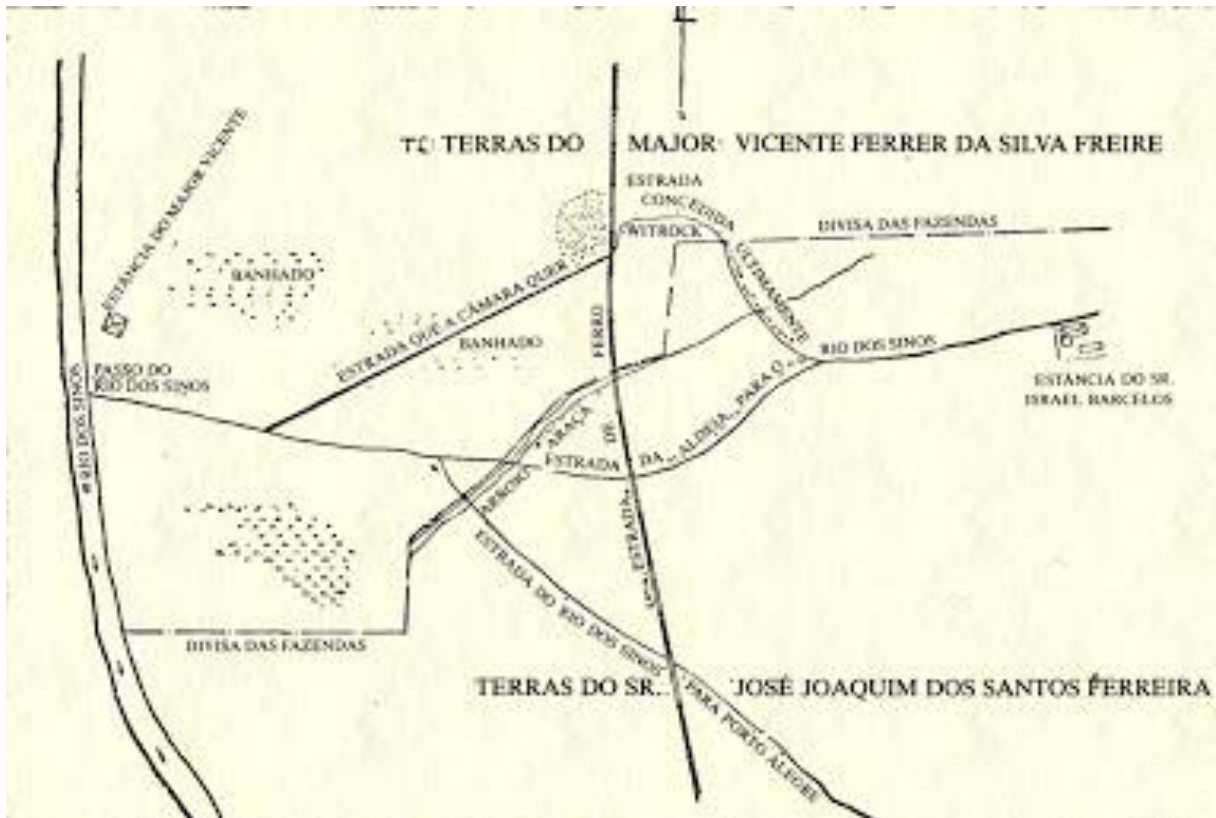 TERRAS DO MAJOR VICENTE FERRER DA SILVA FREIRE
ESTÂNCIA DO MAJOR VICENTE
ESTRADA
CONCEDIDA
ULTIMAMENTE
WITROCK
DIVISA DAS FAZENDAS
BANHADO
ESTRADA QUE A CÂMARA QUER
BANHADO
FERRO
DE
ESTRADA
RIO DOS SINOS
PASSO DO
RIO DOS SINOS
RIO DOS SINOS
ESTÂNCIA DO SR.
ISRAEL BARCELOS
ARROIO ARAÇÁ
ESTRADA DA ALDEIA PARA O
ESTRADA DO RIO DOS SINOS PARA PORTO ALEGRE
DIVISA DAS FAZENDAS
TERRAS DO SR. JOSÉ JOAQUIM DOS SANTOS FERREIRA